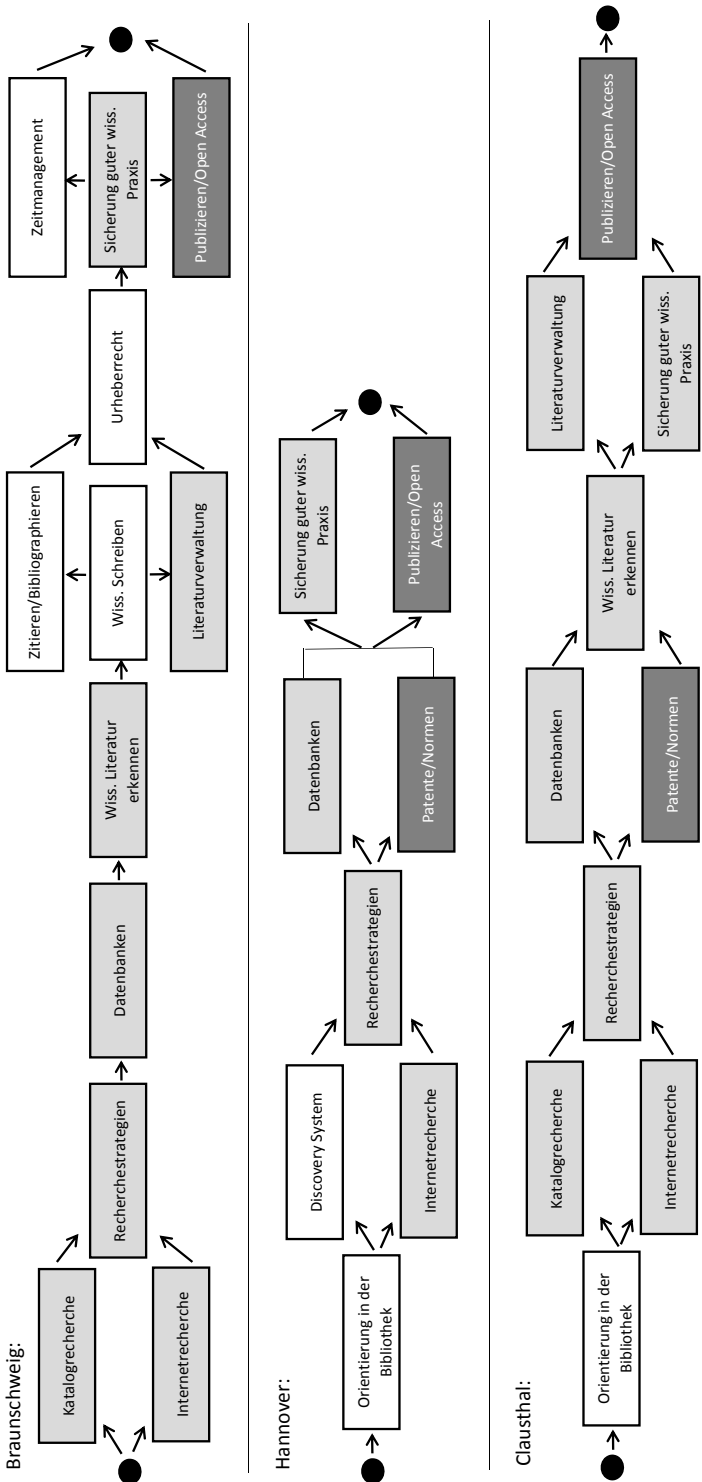 Braunschweig:
Katalogrecherche
Internetrecherche
Recherchestrategien
Datenbanken
Wiss. Literatur
erkennen
Zitieren/Bibliographieren
Wiss. Schreiben
Literaturverwaltung
Urheberrecht
Zeitmanagement
Sicherung guter wiss.
Praxis
Publizieren/Open Access
Hannover:
Orientierung in der
Bibliothek
Discovery System
Internetrecherche
Recherchestrategien
Datenbanken
Patente/Normen
Sicherung guter wiss.
Praxis
Publizieren/Open
Access
Clausthal:
Orientierung in der
Bibliothek
Katalogrecherche
Internetrecherche
Recherchestrategien
Datenbanken
Patente/Normen
Wiss. Literatur
erkennen
Literaturverwaltung
Sicherung guter wiss.
Praxis
Publizieren/Open Access